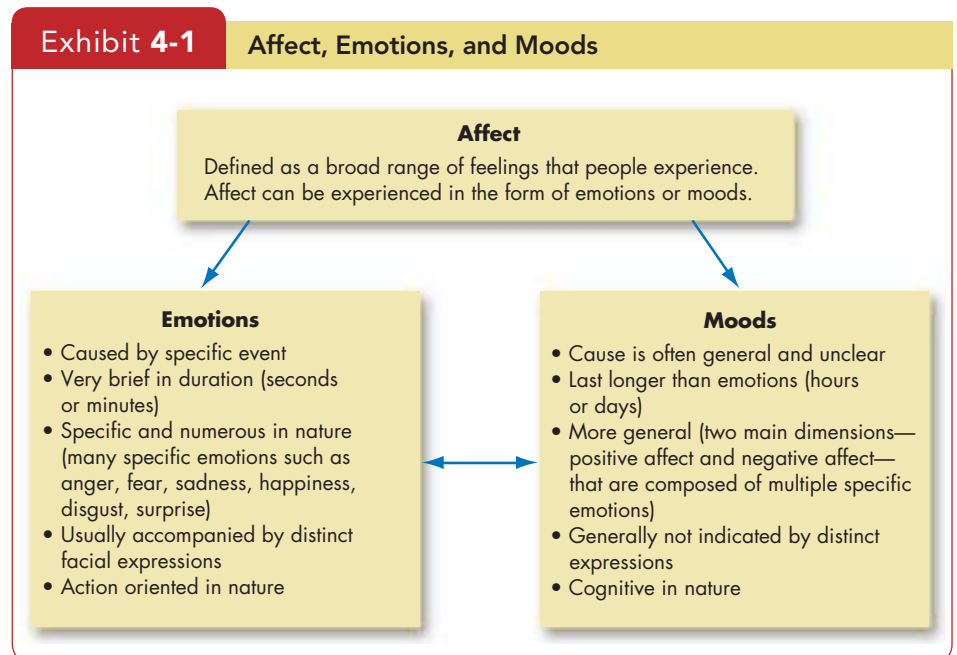 Exhibit 4-1
Affect, Emotions, and Moods
Affect
Defined as a broad range of feelings that people experience.
Affect can be experienced in the form of emotions or moods.
Emotions
• Caused by specific event
• Very brief in duration (seconds
or minutes)
• Specific and numerous in nature
(many specific emotions such as
anger, fear, sadness, happiness,
disgust, surprise)
• Usually accompanied by distinct
facial expressions
• Action oriented in nature
Moods
• Cause is often general and unclear
• Last longer than emotions (hours
or days)
• More general (two main dimensions—
positive affect and negative affect—
that are composed of multiple specific
emotions)
• Generally not indicated by distinct
expressions
• Cognitive in nature